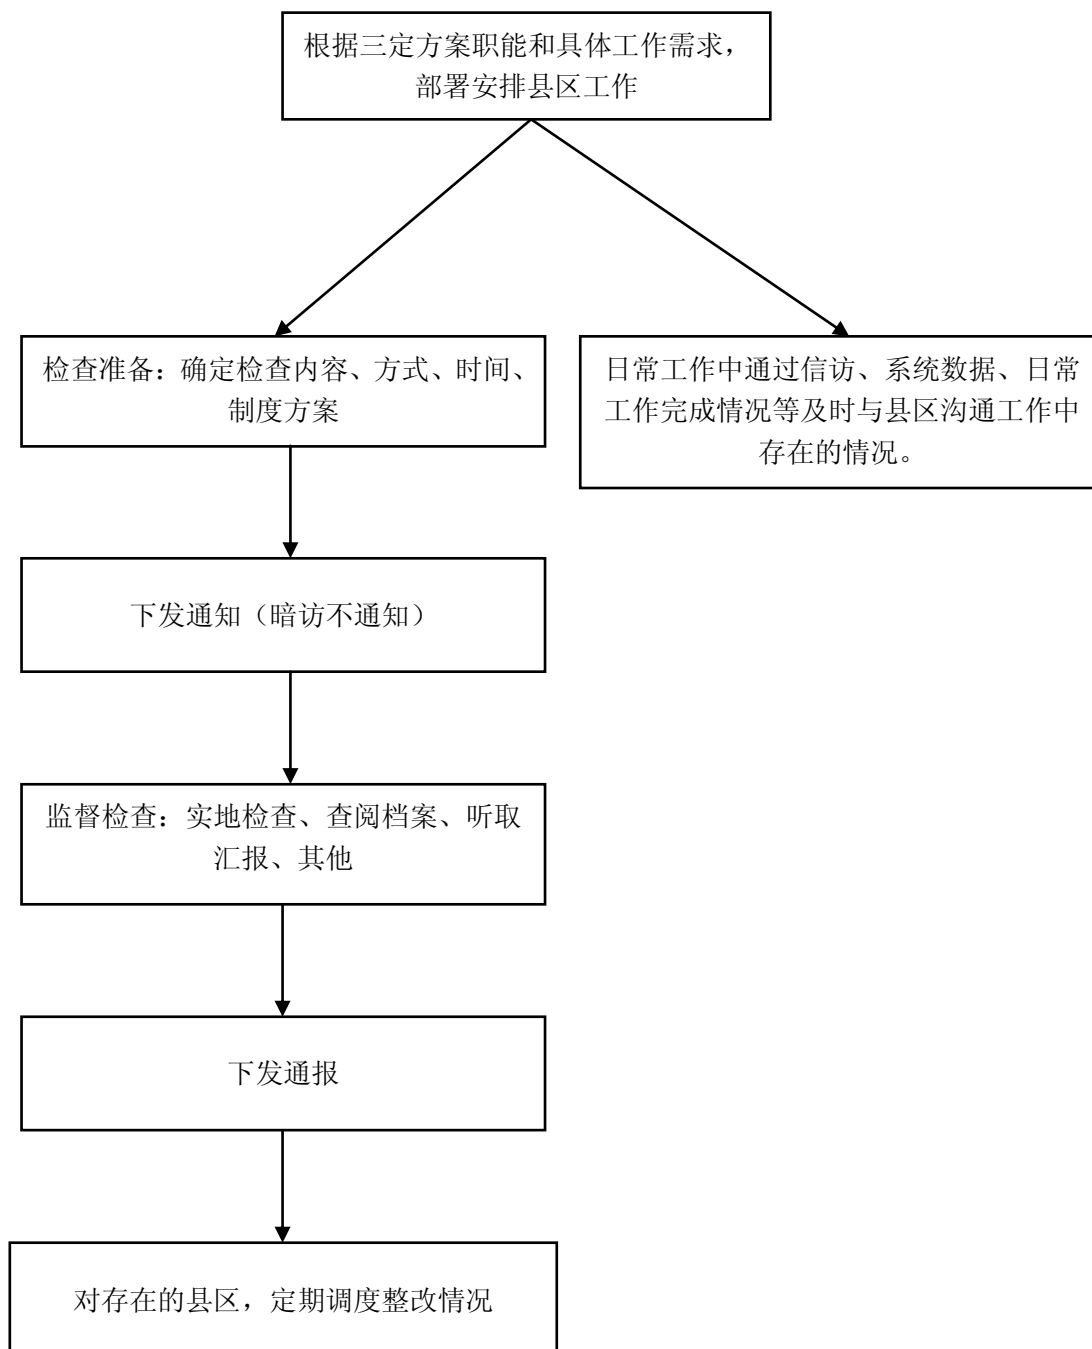 根据三定方案职能和具体工作需求，
部署安排县区工作
检查准备：确定检查内容、方式、时间、
制度方案
日常工作中通过信访、系统数据、日常
工作完成情况等及时与县区沟通工作中
存在的情况。
下发通知（暗访不通知）
监督检查：实地检查、查阅档案、听取
汇报、其他
下发通报
对存在的县区，定期调度整改情况